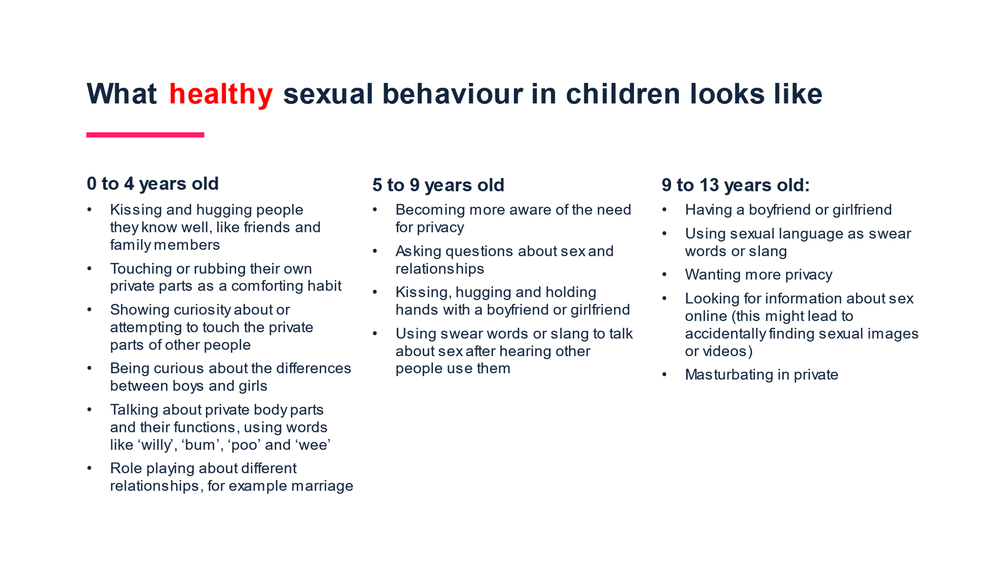 What healthy sexual behaviour in children looks like
0 to 4 years old
• Kissing and hugging people
they know well, like friends and
family members
• Touching or rubbing their own
private parts as a comforting habit
• Showing curiosity about or
attempting to touch the private
parts of other people
• Being curious about the differences
between boys and girls
• Talking about private body parts
and their functions, using words
like ‘willy’, ‘bum’, ‘poo’ and ‘wee’
• Role playing about different
relationships, for example marriage
5 to 9 years old
• Becoming more aware of the need
for privacy
• Asking questions about sex and
relationships
• Kissing, hugging and holding
hands with a boyfriend or girlfriend
• Using swear words or slang to talk
about sex after hearing other
people use them
9 to 13 years old:
• Having a boyfriend or girlfriend
• Using sexual language as swear
words or slang
• Wanting more privacy
• Looking for information about sex
online (this might lead to
accidentally finding sexual images
or videos)
• Masturbating in private